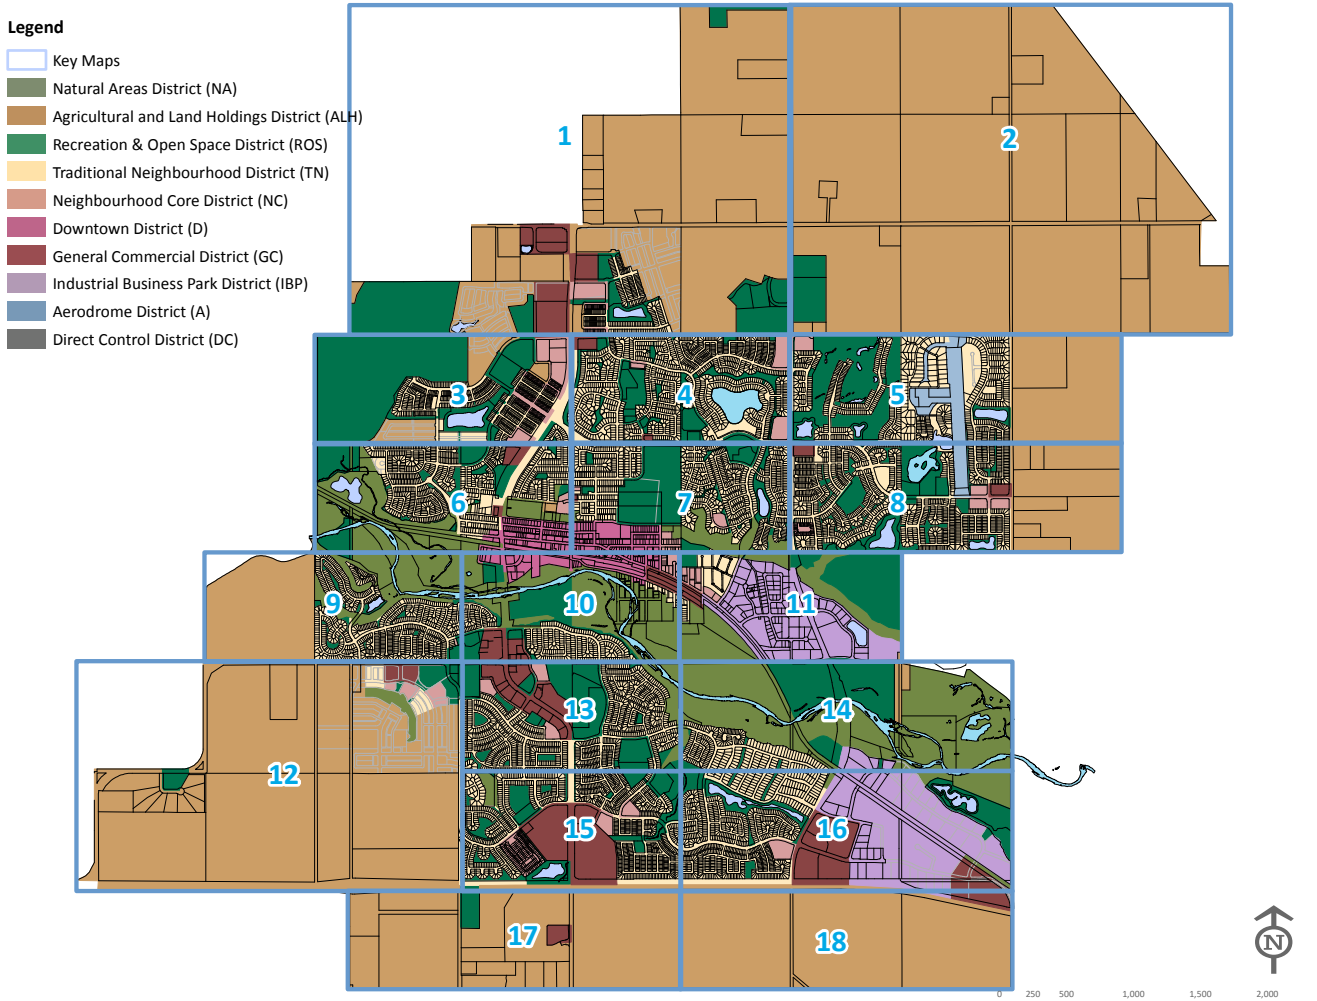 Legend
Key Maps
Natural Areas District (NA)
Agricultural and Land Holdings District (ALH)
Recreation & Open Space District (ROS)
Traditional Neighbourhood District (TN)
Neighbourhood Core District (NC)
Downtown District (D)
General Commercial District (GC)
Industrial Business Park District (IBP)
Aerodrome District (A)
Direct Control District (DC)
1
2
3
4
5
6
7
8
9
10
11
12
13
14
15
16
17
18
N
0 250 500 1,000 1,500 2,000